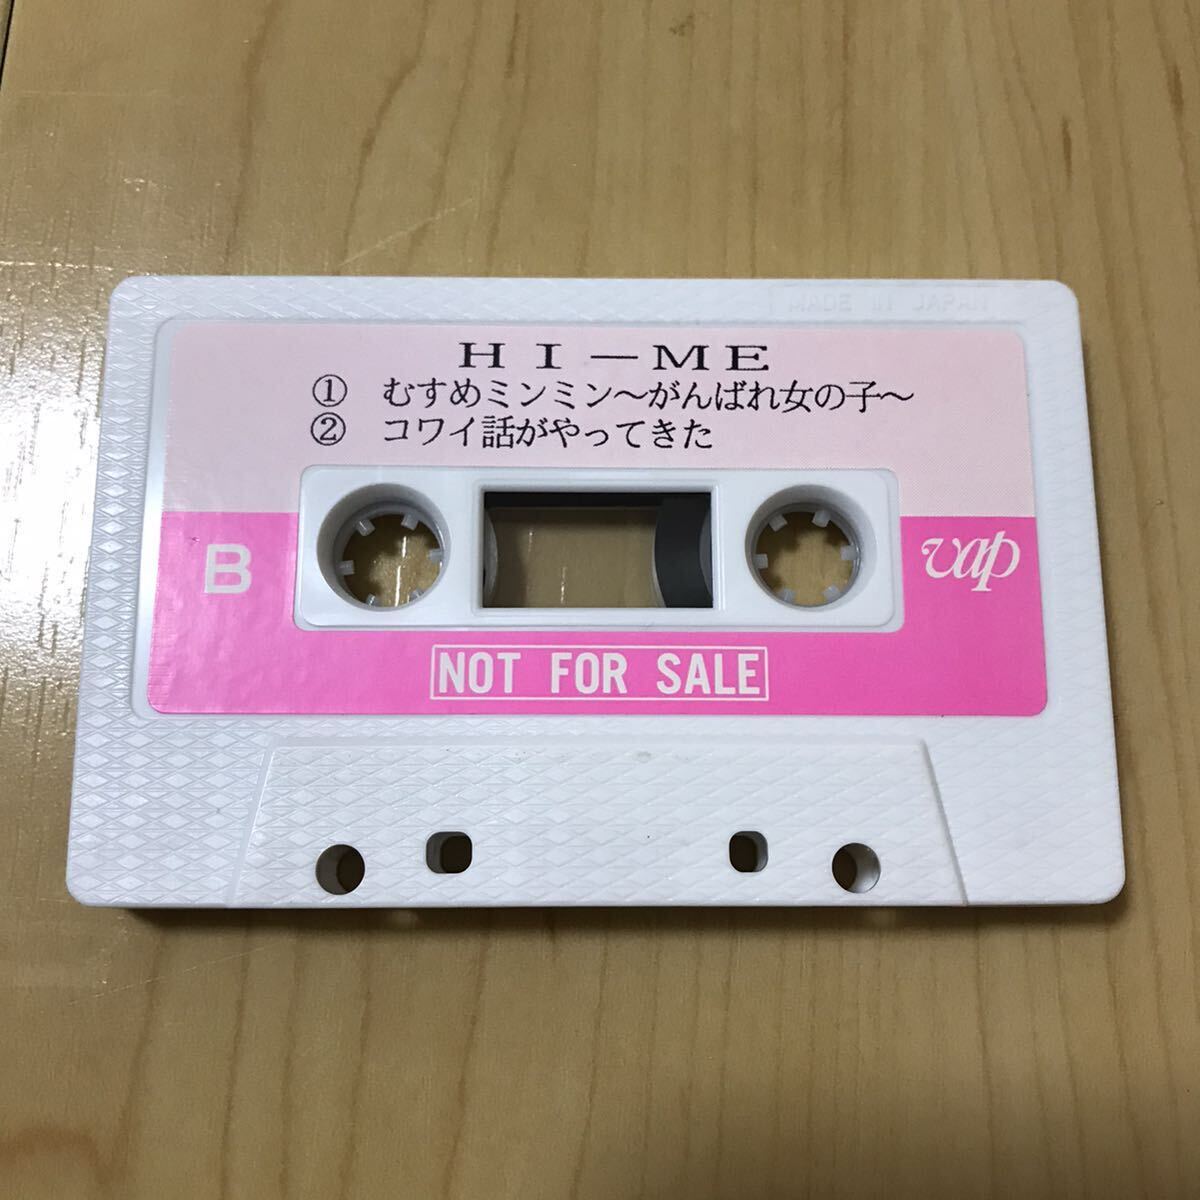 MADE IN JAPAN
HI-ME
① むすめミンミン～がんばれ女の子～
② コワイ話がやってきた
B
vap
NOT FOR SALE